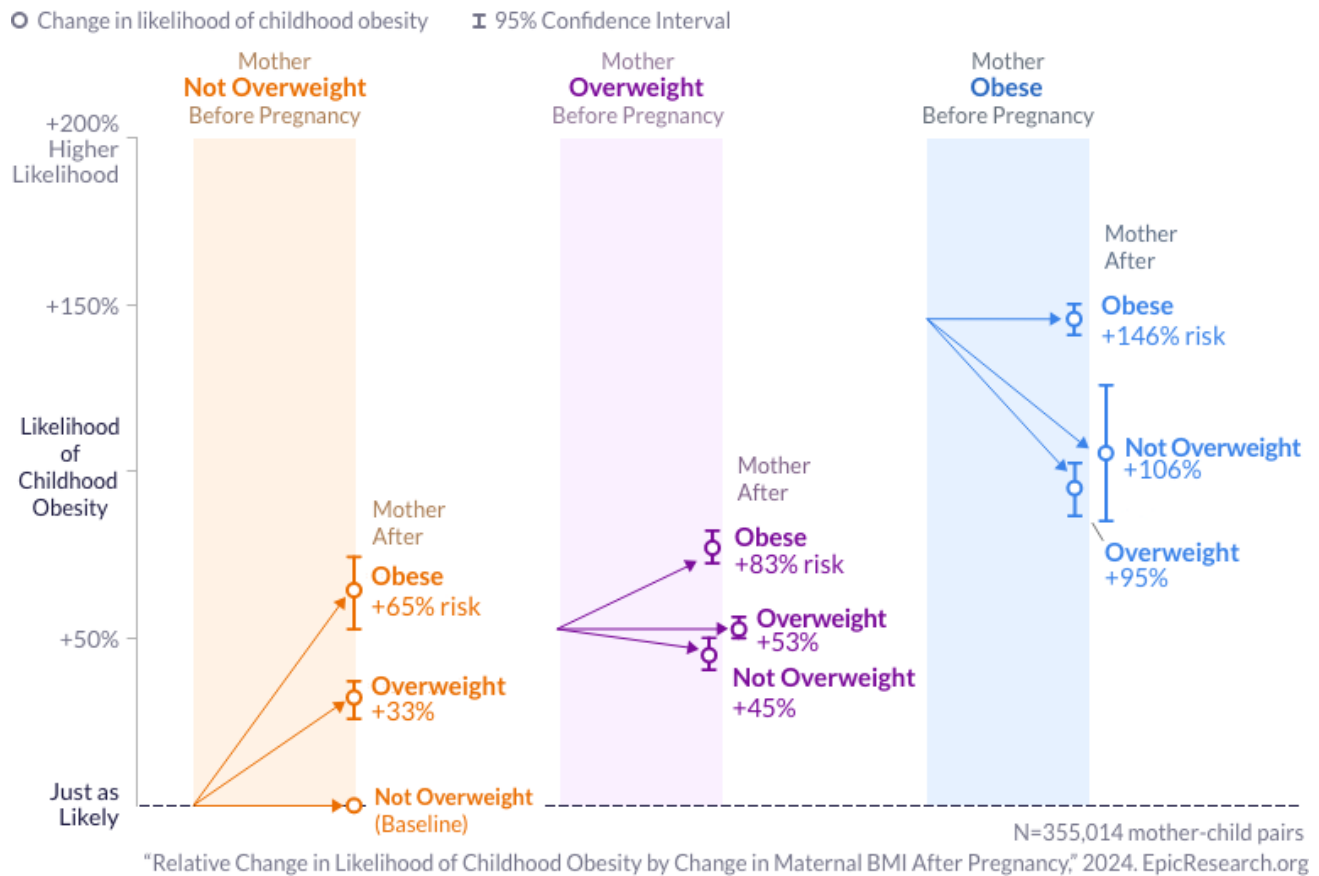 Change in likelihood of childhood obesity
95% Confidence Interval
Mother
Not Overweight
Before Pregnancy
Mother
Overweight
Before Pregnancy
Mother
Obese
Before Pregnancy
+200%
Higher
Likelihood
+150%
Likelihood
of
Childhood
Obesity
+50%
Just as
Likely
Mother
After
Obese
+65% risk
Overweight
+33%
Not Overweight
(Baseline)
Mother
After
Obese
+83% risk
Overweight
+53%
Not Overweight
+45%
Mother
After
Obese
+146% risk
Not Overweight
+106%
Overweight
+95%
N=355,014 mother-child pairs
“Relative Change in Likelihood of Childhood Obesity by Change in Maternal BMI After Pregnancy,” 2024. EpicResearch.org